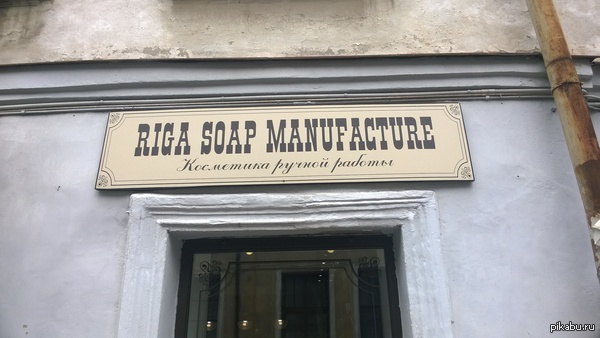 RIGA SOAP MANUFACTURE
Косметика ручной работы
pikabu.ru